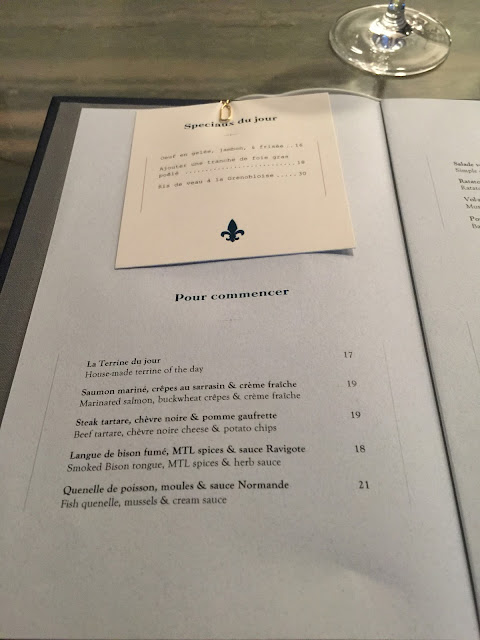 Speciaux du jour
Oeuf en gelée, jambon, & frisée ..16
Ajouter une tranche de foie gras
poêlé ..........................18
Ris de veau à la Grenobloise .....30
Pour commencer
La Terrine du jour 17
House-made terrine of the day
Saumon mariné, crêpes au sarrasin & crème fraîche 19
Marinared salmon, buckwheat crêpes & crème fraîche
Steak tartare, chèvre noire & pomme gaufrette 19
Beef tartare, chèvre noire cheese & potato chips
Langue de bison fumé, MTL spices & sauce Ravigote 18
Smoked Bison tongue, MTL spices & herb sauce
Quenelle de poisson, moules & sauce Normande 21
Fish quenelle, mussels & cream sauce
Salade
Simple